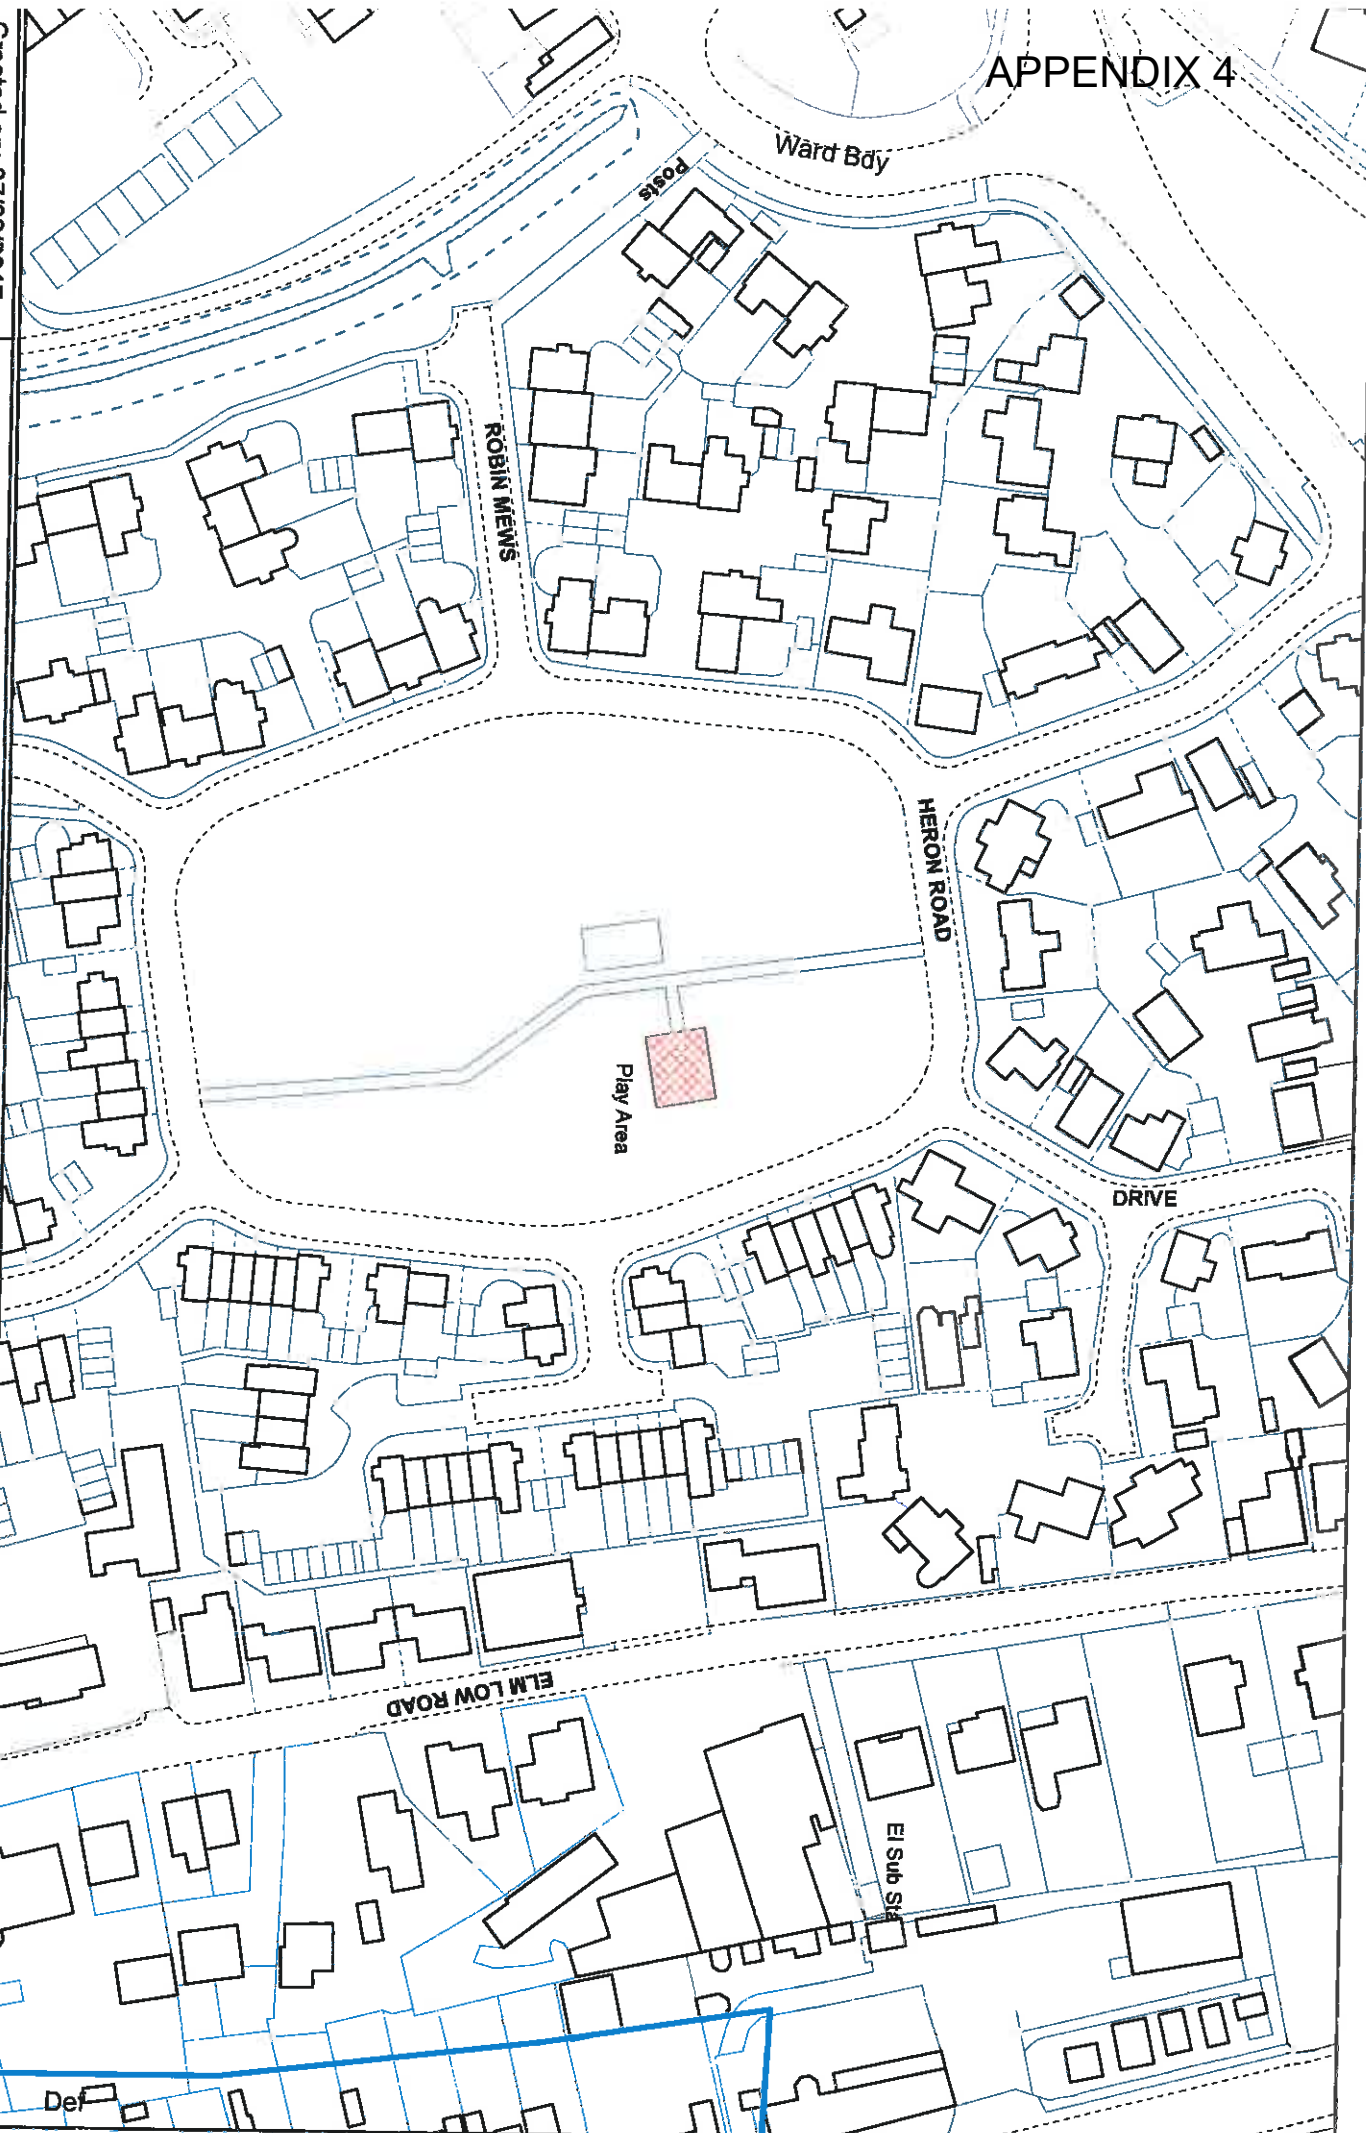 APPENDIX 4
Ward Bdy
Posts
ROBIN MEWS
HERON ROAD
Play Area
DRIVE
ELM LOW ROAD
El Sub Sta
Def